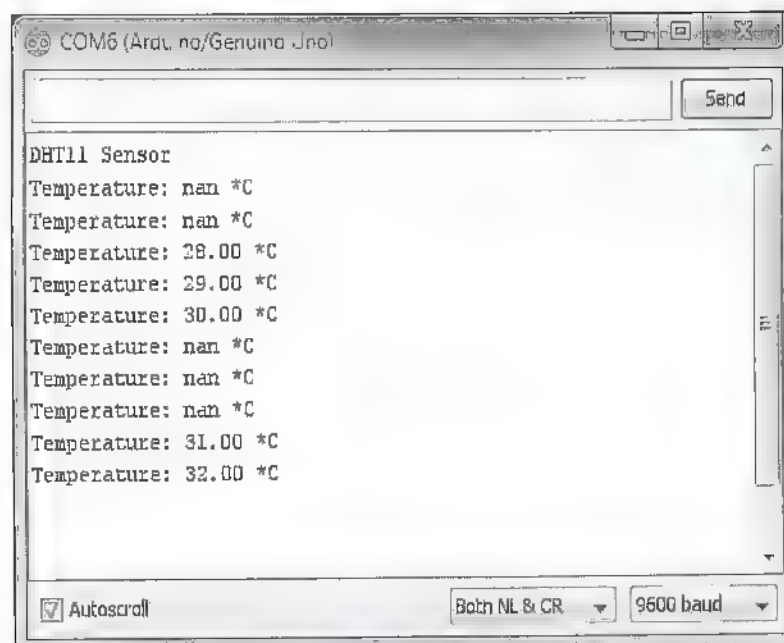 COM6 (Arduino/Genuino Uno)
Send
DHT11 Sensor
Temperature: nan *C
Temperature: nan *C
Temperature: 28.00 *C
Temperature: 29.00 *C
Temperature: 30.00 *C
Temperature: nan *C
Temperature: nan *C
Temperature: nan *C
Temperature: 31.00 *C
Temperature: 32.00 *C
Autoscroll
Both NL & CR
9600 baud